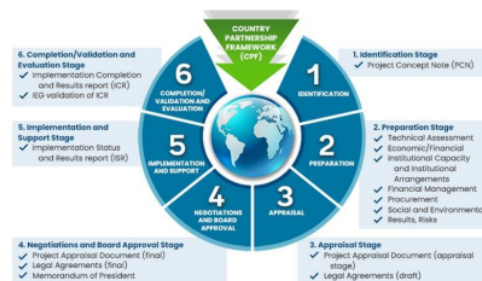 COUNTRY
PARTNERSHIP
FRAMEWORK
(CPF)
1
IDENTIFICATION
2
PREPARATION
3
APPRAISAL
4
NEGOTIATIONS
AND BOARD
APPROVAL
5
IMPLEMENTATION
AND SUPPORT
6
COMPLETION/
VALIDATION AND
EVALUATION
1. Identification Stage
Project Concept Note (PCN)
2. Preparation Stage
Technical Assessment
Economic/Financial
Institutional Capacity
and Institutional
Arrangements
Financial Management
Procurement
Social and Environmenta
Results, Risks
3. Appraisal Stage
Project Appraisal Document (appraisal
stage)
Legal Agreements (draft)
4. Negotiations and Board Approval Stage
Project Appraisal Document (final)
Legal Agreements (final)
Memorandum of President
5. Implementation and
Support Stage
Implementation Status
and Results report (ISR)
6. Completion/Validation and
Evaluation Stage
Implementation Completion
and Results report (ICR)
IEG validation of ICR